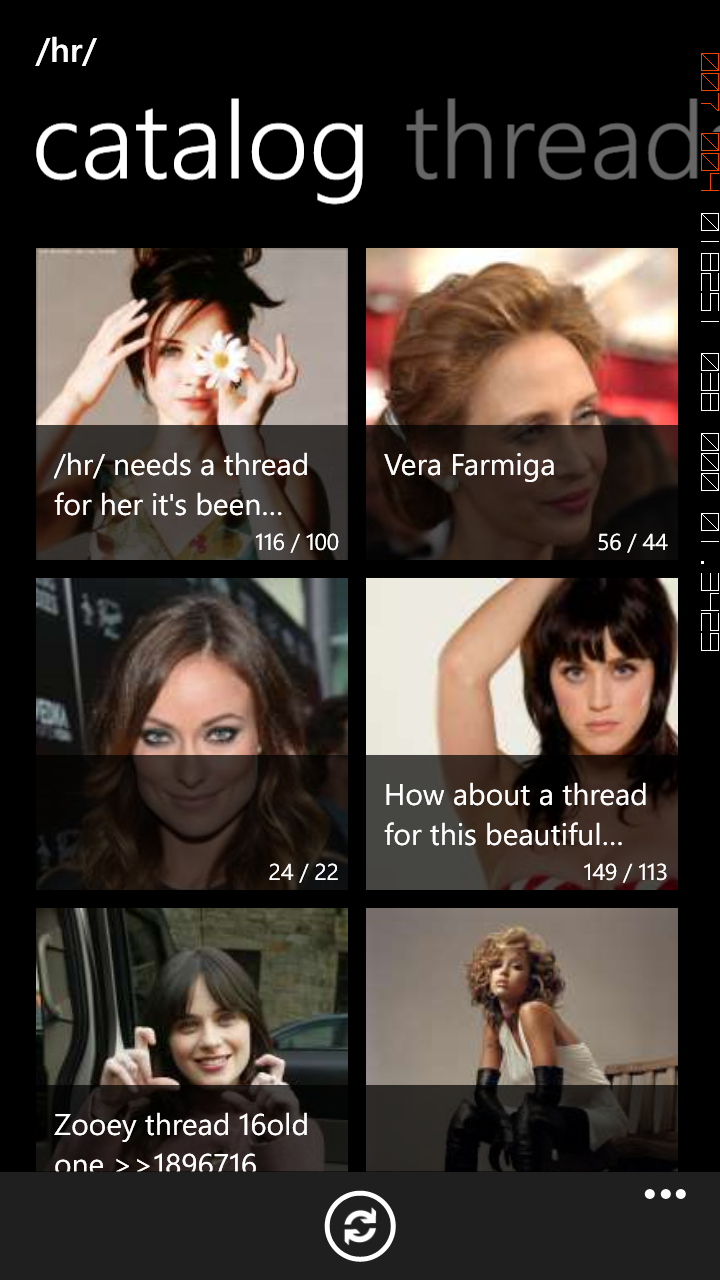 /hr/
catalog thread
/hr/ needs a thread
for her it's been...
116 / 100
Vera Farmiga
56 / 44
24 / 22
How about a thread
for this beautiful...
149 / 113
Zooey thread 16old
one >>1896716